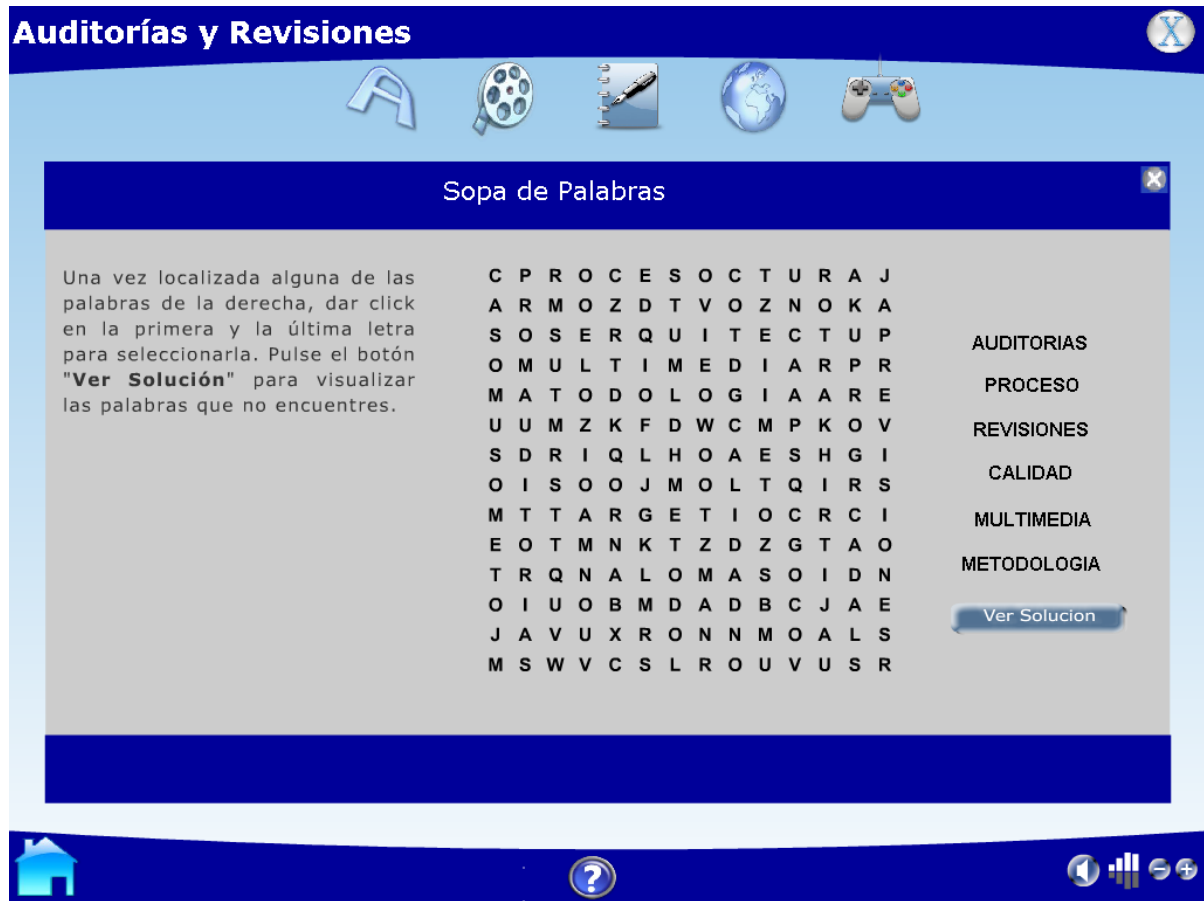 Auditorías y Revisiones
X
A
Sopa de Palabras
X
Una vez localizada alguna de las
palabras de la derecha, dar click
en la primera y la última letra
para seleccionarla. Pulse el botón
"Ver Solución" para visualizar
las palabras que no encuentres.
C P R O C E S O C T U R A J
A R M O Z D T V O Z N O K A
S O S E R Q U I T E C T U P
O M U L T I M E D I A R P R
M A T O D O L O G I A A R E
U U M Z K F D W C M P K O V
S D R I Q L H O A E S H G I
O I S O O J M O L T Q I R S
M T T A R G E T I O C R C I
E O T M N K T Z D Z G T A O
T R Q N A L O M A S O I D N
O I U O B M D A D B C J A E
J A V U X R O N N M O A L S
M S W V C S L R O U V U S R
AUDITORIAS
PROCESO
REVISIONES
CALIDAD
MULTIMEDIA
METODOLOGIA
Ver Solucion
?